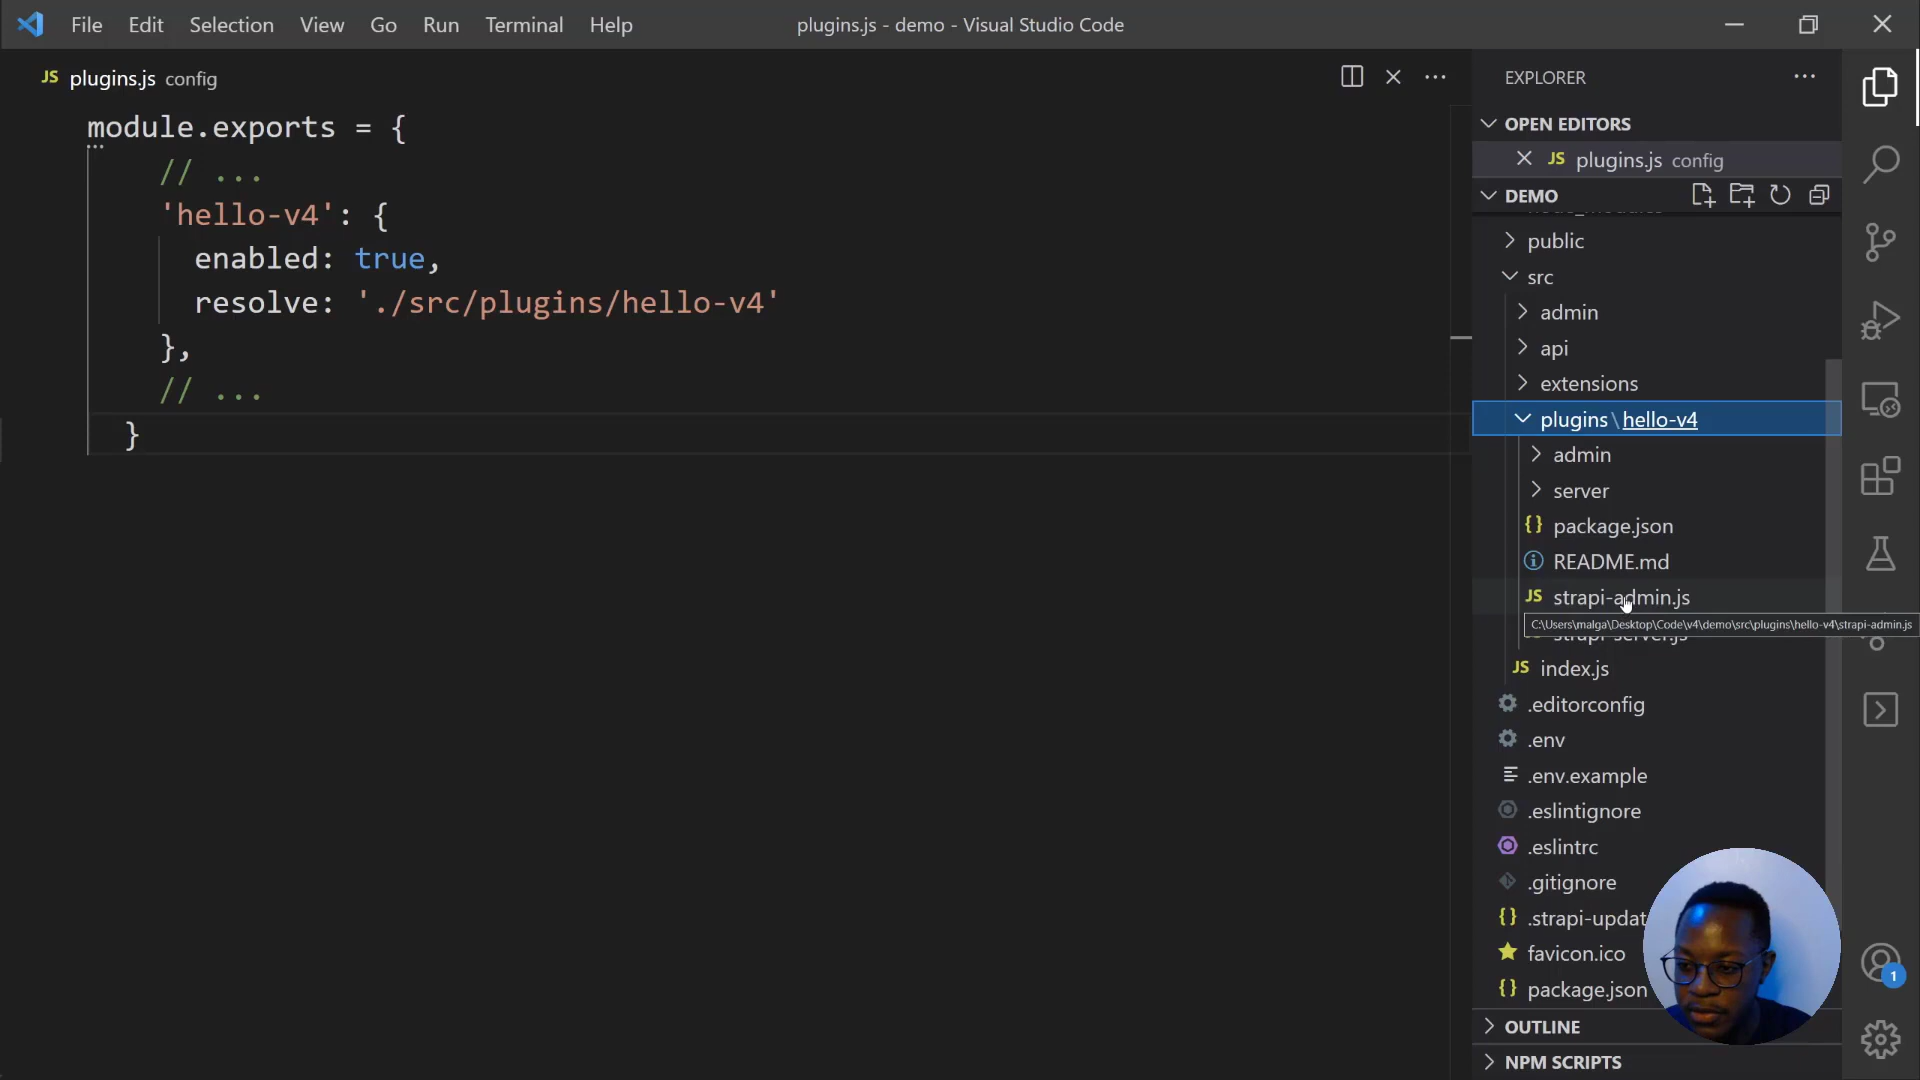 File Edit Selection View Go Run Terminal Help
plugins.js - demo - Visual Studio Code
JS plugins.js config
module.exports = {
// ...
'hello-v4': {
enabled: true,
resolve: './src/plugins/hello-v4'
},
// ...
}
EXPLORER
OPEN EDITORS
JS plugins.js config
DEMO
public
src
admin
api
extensions
plugins\hello-v4
admin
server
{} package.json
README.md
JS strapi-admin.js
C:\Users\malga\Desktop\Code\v4\demo\src\plugins\hello-v4\strapi-admin.js
strapi-server.js
JS index.js
.editorconfig
.env
.env.example
.eslintignore
.eslintrc
.gitignore
{} .strapi-updat
favicon.ico
{} package.json
OUTLINE
NPM SCRIPTS
1